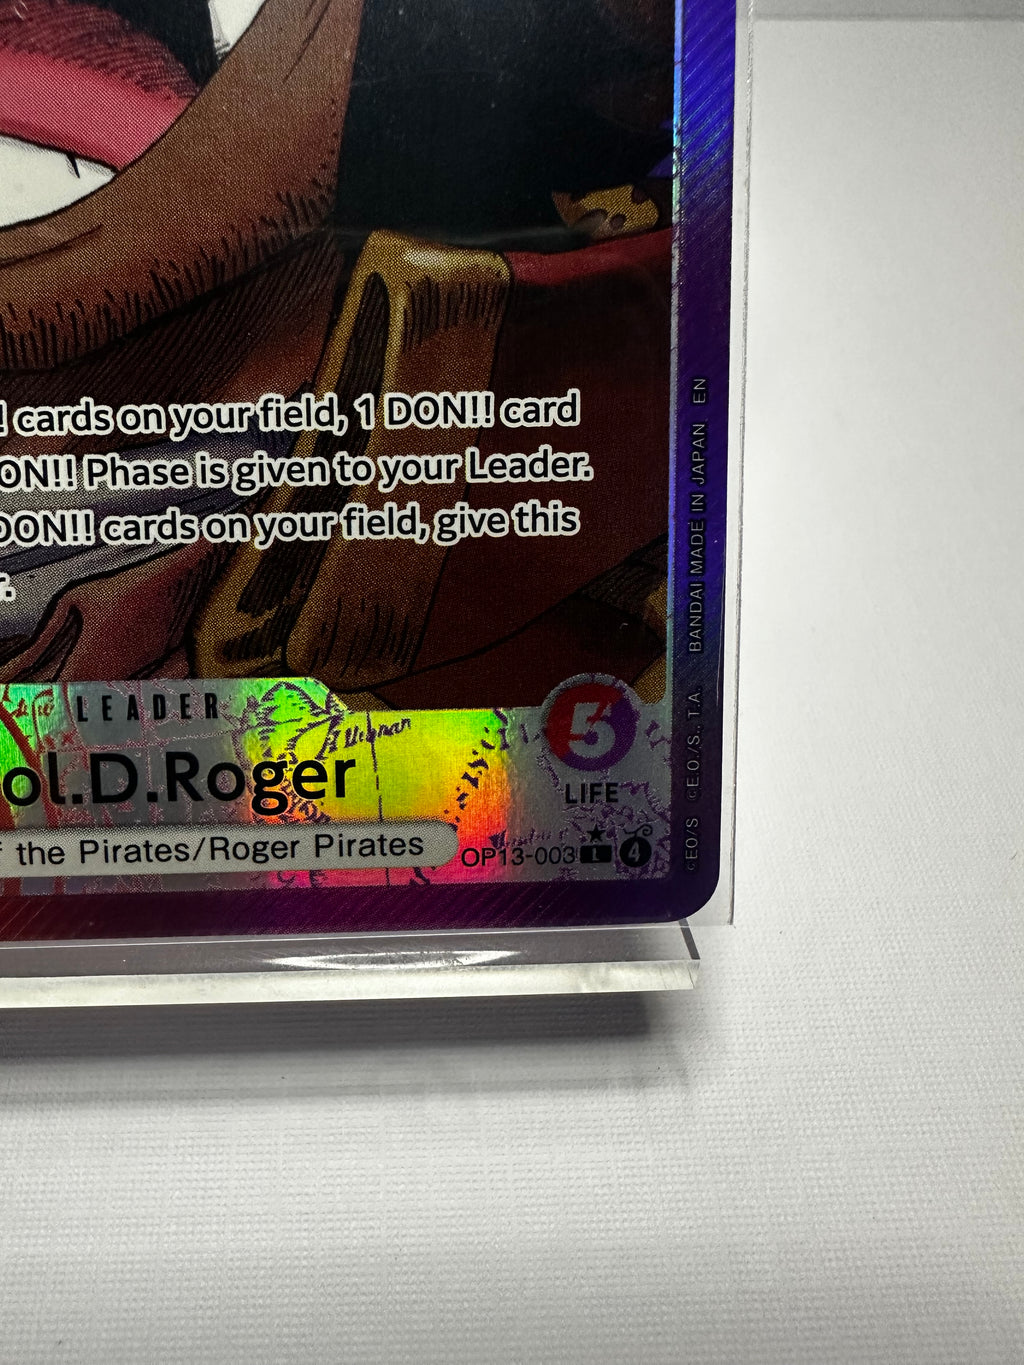 ! cards on your field, 1 DON!! card
ON!! Phase is given to your Leader.
DON!! cards on your field, give this
r.
LEADER
ol.D.Roger
5
LIFE
f the Pirates/Roger Pirates
OP13-003 L 4
©E.O/S ©E.O./S., T.A. BANDAI MADE IN JAPAN EN